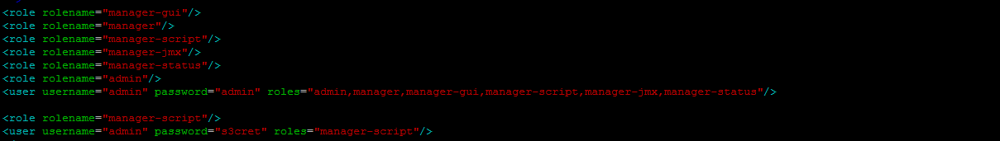 <role rolename="manager-gui"/>
<role rolename="manager"/>
<role rolename="manager-script"/>
<role rolename="manager-jmx"/>
<role rolename="manager-status"/>
<role rolename="admin"/>
<user username="admin" password="admin" roles="admin,manager,manager-gui,manager-script,manager-jmx,manager-status"/>
<role rolename="manager-script"/>
<user username="admin" password="s3cret" roles="manager-script"/>